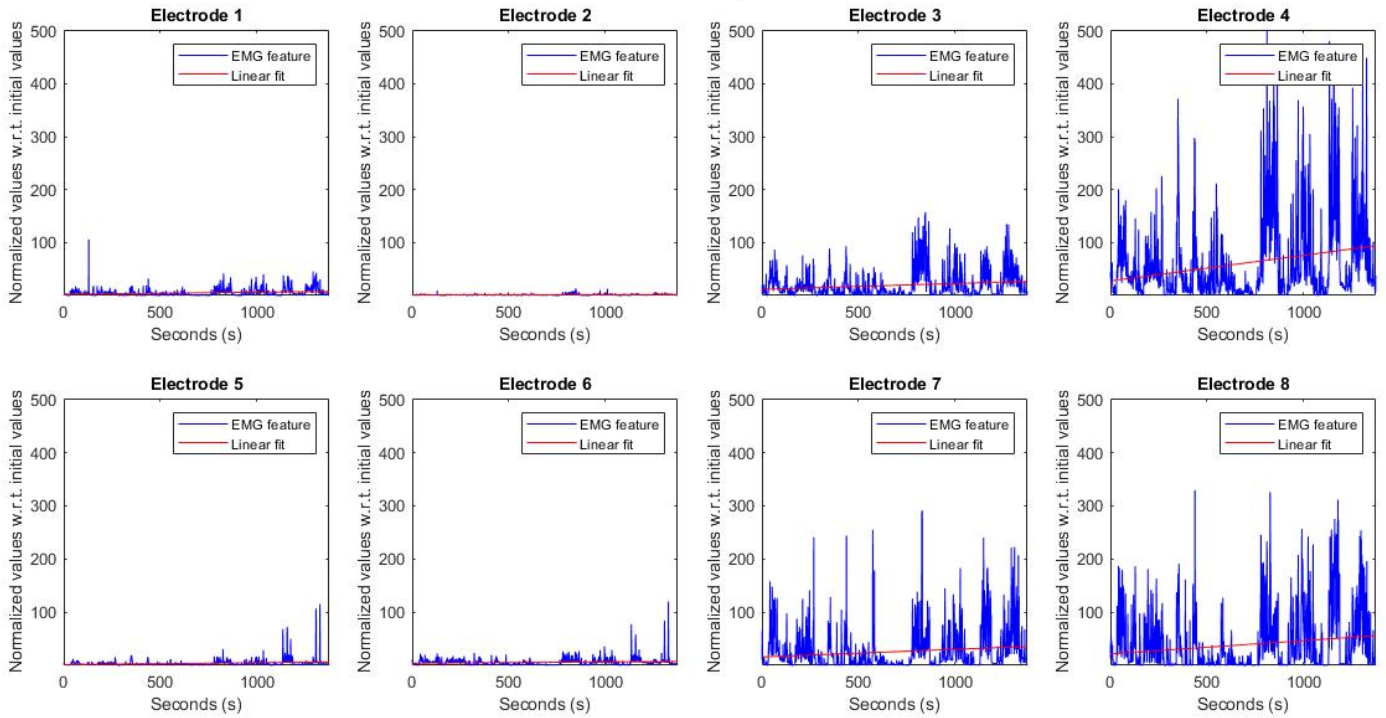 Electrode 1
Normalized values w.r.t. initial values
500
400
300
200
100
0
500
1000
Seconds (s)
EMG feature
Linear fit
Electrode 2
Normalized values w.r.t. initial values
500
400
300
200
100
0
500
1000
Seconds (s)
EMG feature
Linear fit
Electrode 3
Normalized values w.r.t. initial values
500
400
300
200
100
0
500
1000
Seconds (s)
EMG feature
Linear fit
Electrode 4
Normalized values w.r.t. initial values
500
400
300
200
100
0
500
1000
Seconds (s)
EMG feature
Linear fit
Electrode 5
Normalized values w.r.t. initial values
500
400
300
200
100
0
500
1000
Seconds (s)
EMG feature
Linear fit
Electrode 6
Normalized values w.r.t. initial values
500
400
300
200
100
0
500
1000
Seconds (s)
EMG feature
Linear fit
Electrode 7
Normalized values w.r.t. initial values
500
400
300
200
100
0
500
1000
Seconds (s)
EMG feature
Linear fit
Electrode 8
Normalized values w.r.t. initial values
500
400
300
200
100
0
500
1000
Seconds (s)
EMG feature
Linear fit